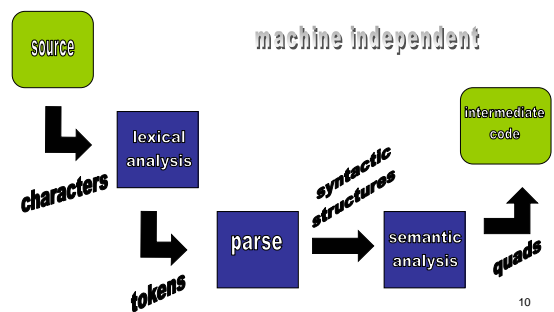 source
machine independent
intermediate
code
lexical
analysis
characters
syntactic
structures
parse
semantic
analysis
tokens
quads
10